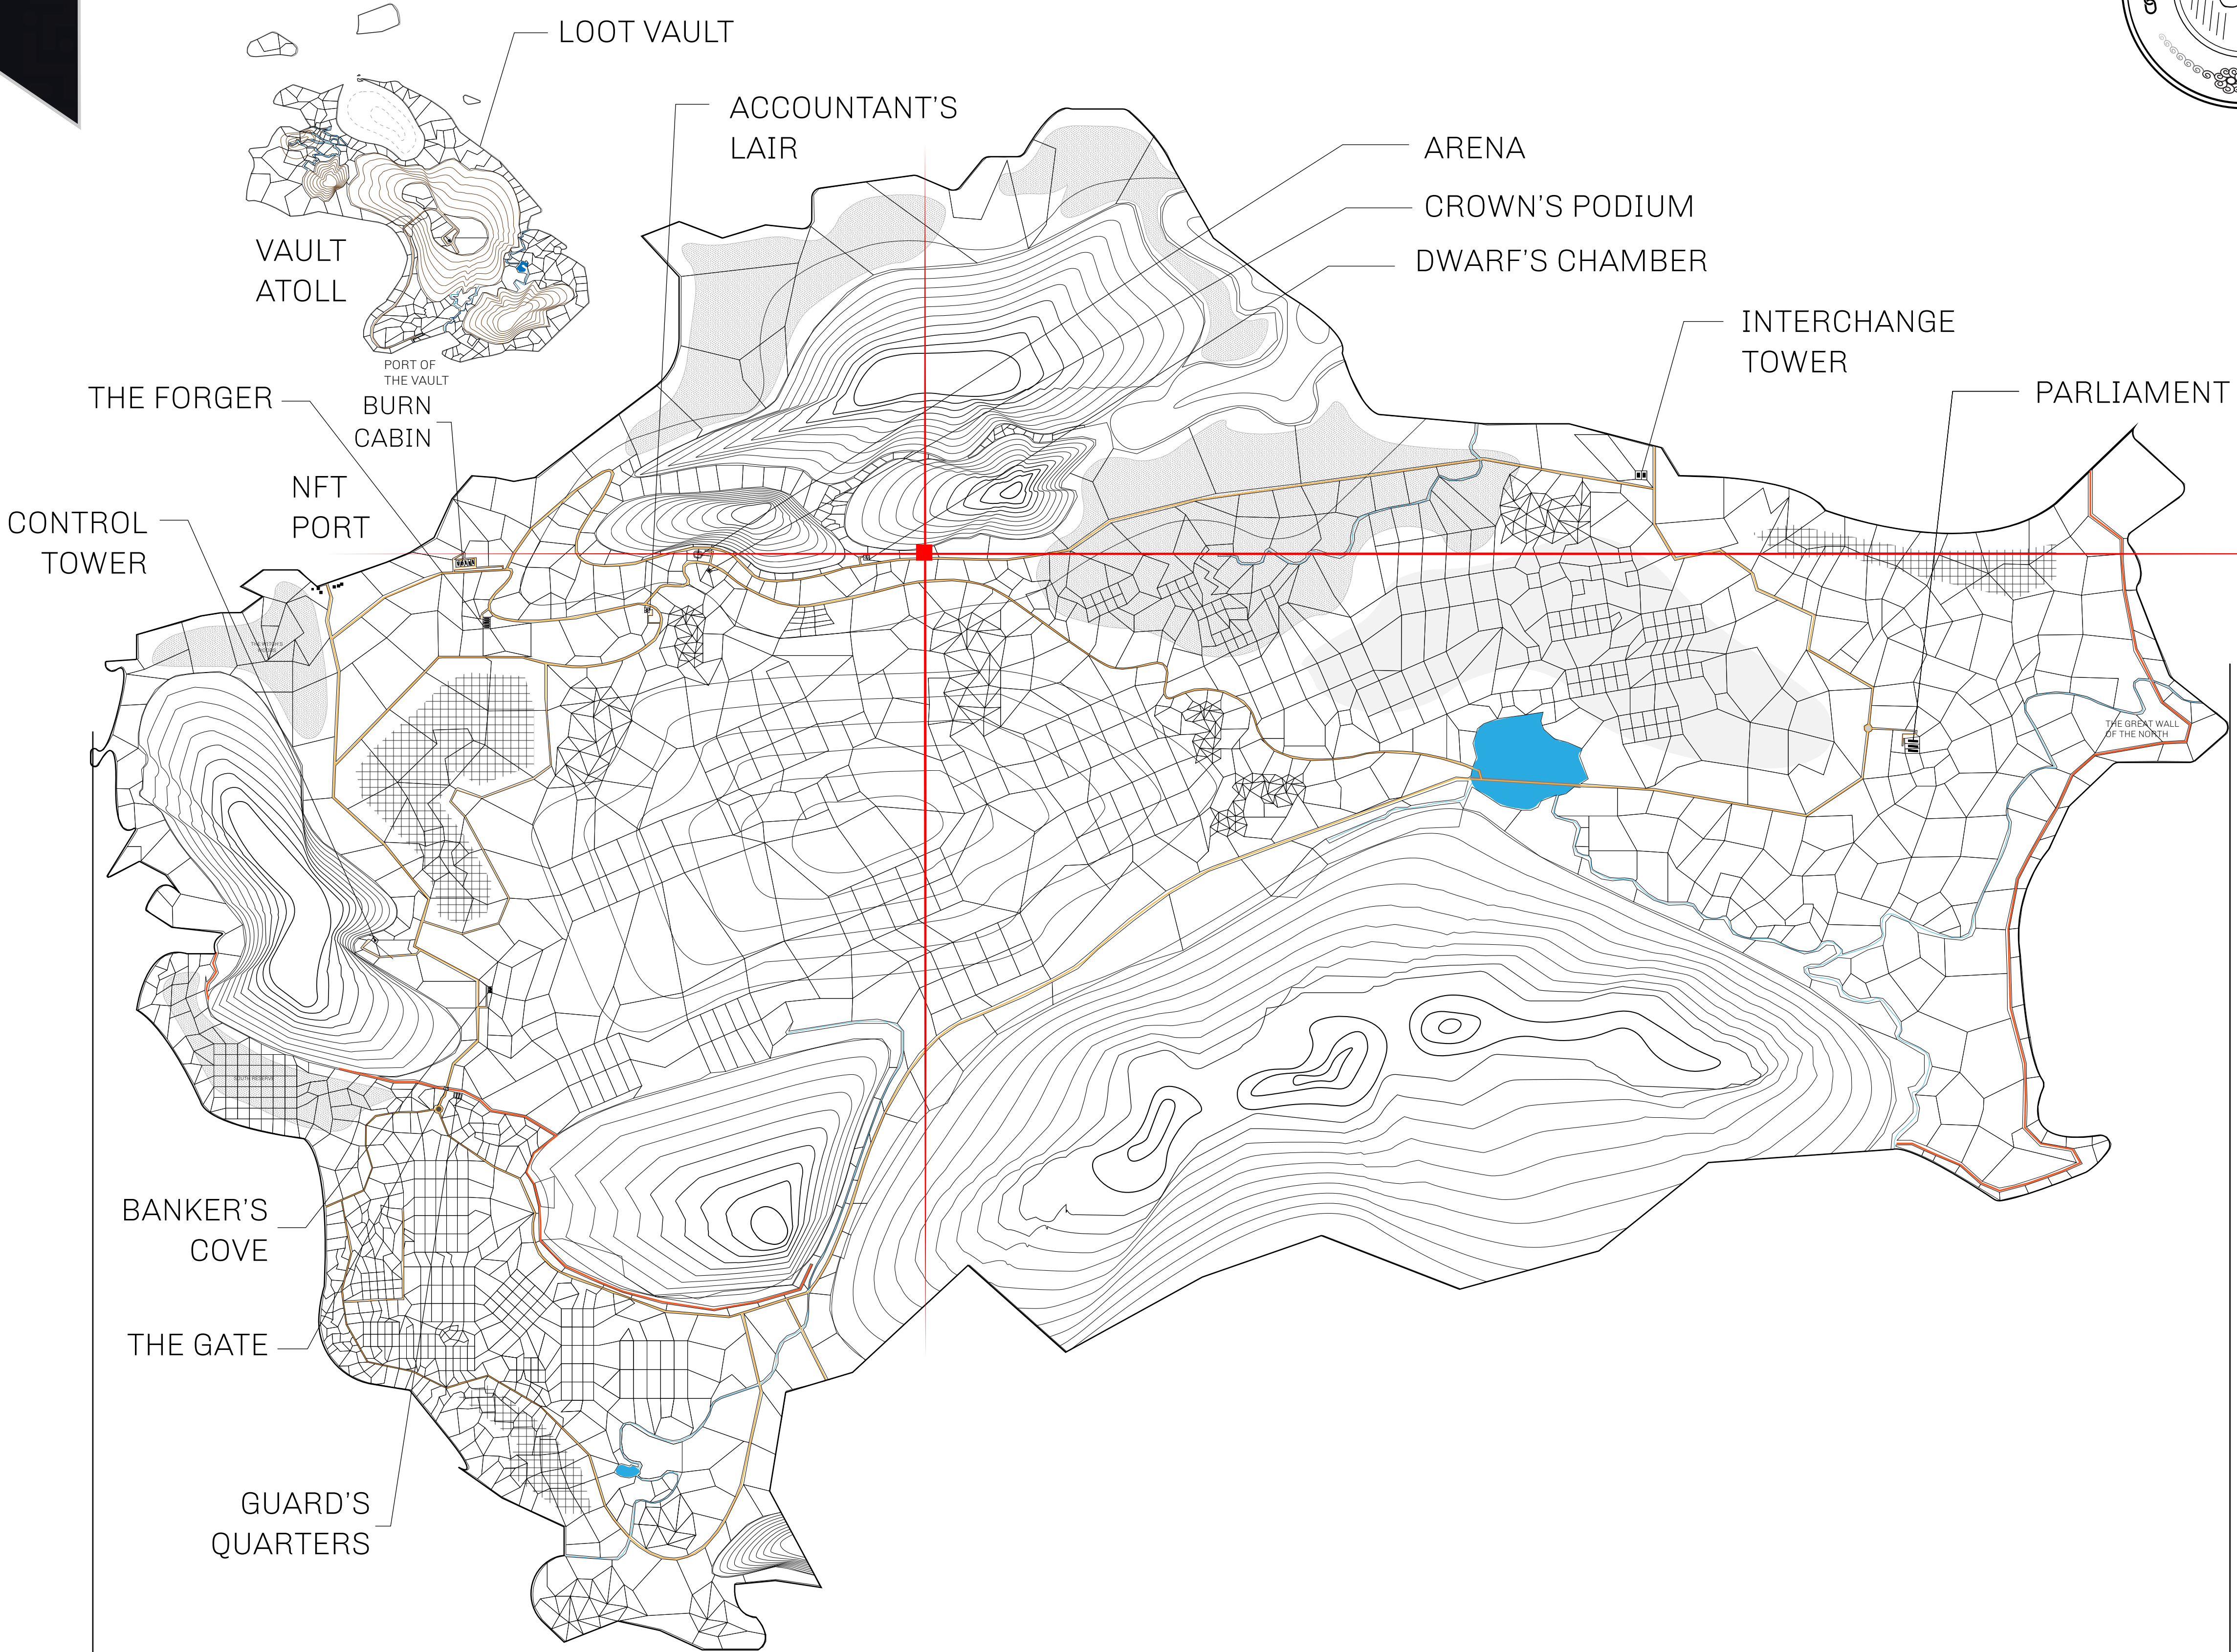 LOOT VAULT
ACCOUNTANT'S
LAIR
ARENA
CROWN'S PODIUM
DWARF'S CHAMBER
VAULT
ATOLL
INTERCHANGE
TOWER
PORT OF
THE VAULT
PARLIAMENT
THE FORGER
BURN
CABIN
NFT
PORT
CONTROL
TOWER
THE GREAT WALL
OF THE NORTH
SOUTH RESERVE
BANKER'S
COVE
THE GATE
GUARD'S
QUARTERS